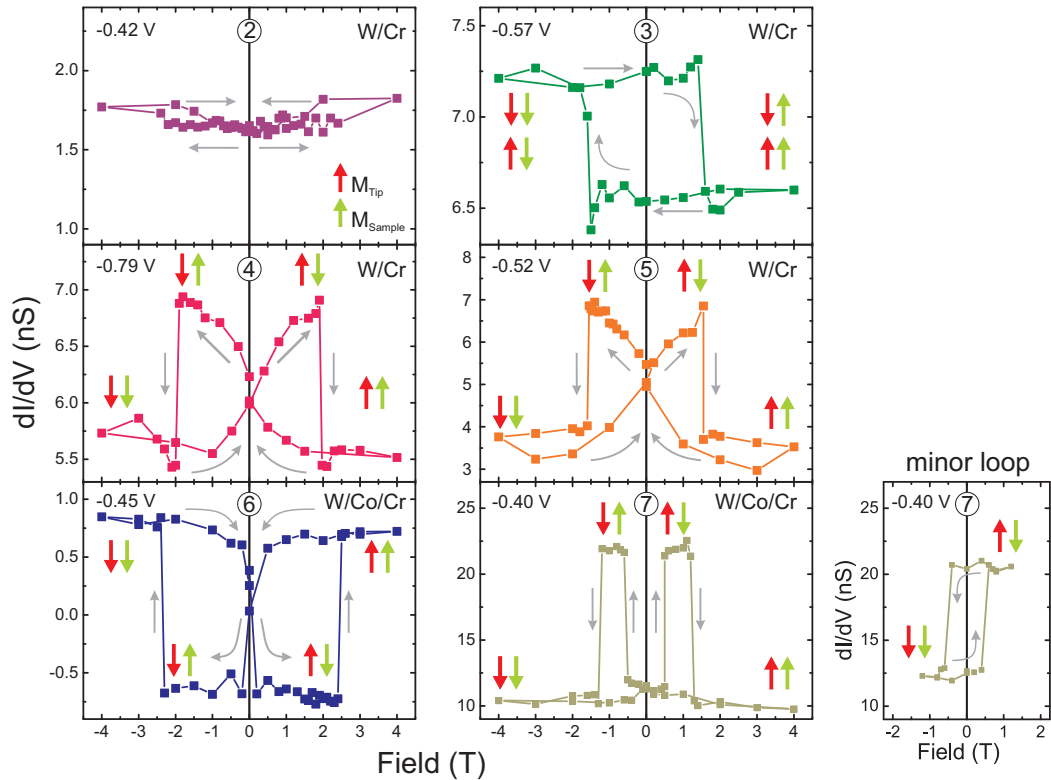 -0.42 V
2
W/Cr
2.0
1.5
1.0
M Tip
M Sample
-0.57 V
3
W/Cr
7.5
7.0
6.5
-0.79 V
4
W/Cr
7.0
6.5
6.0
5.5
-0.52 V
5
W/Cr
8
7
6
5
4
3
dI/dV (nS)
-0.45 V
6
W/Co/Cr
1.0
0.5
0.0
-0.5
-4 -3 -2 -1 0 1 2 3 4
-0.40 V
7
W/Co/Cr
25
20
15
10
-4 -3 -2 -1 0 1 2 3 4
Field (T)
minor loop
-0.40 V
7
25
20
15
10
dI/dV (nS)
-2 -1 0 1 2
Field (T)